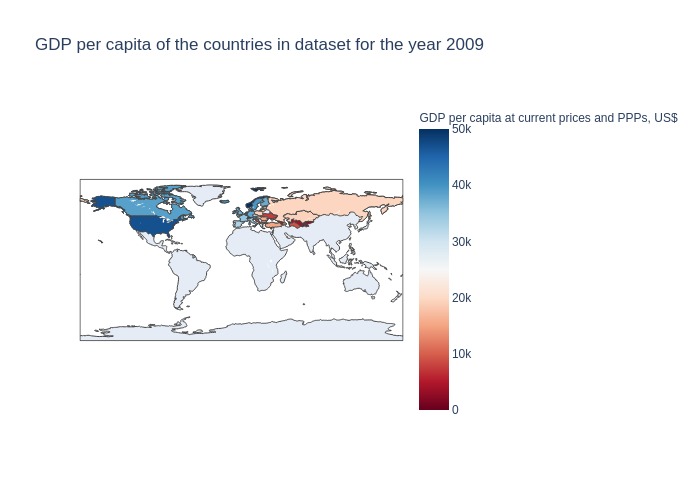 GDP per capita of the countries in dataset for the year 2009
GDP per capita at current prices and PPPs, US$
50k
40k
30k
20k
10k
0